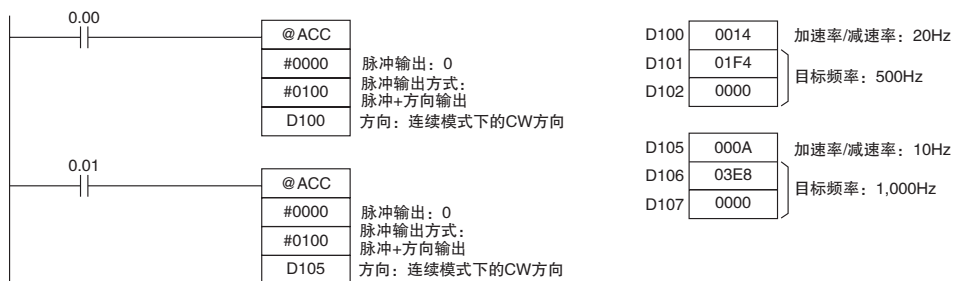 0.00
@ACC
#0000 脉冲输出：0
#0100 脉冲输出方式：
脉冲+方向输出
D100 方向：连续模式下的CW方向
0.01
@ACC
#0000 脉冲输出：0
#0100 脉冲输出方式：
脉冲+方向输出
D105 方向：连续模式下的CW方向
D100 0014 加速率/减速率：20Hz
D101 01F4
目标频率：500Hz
D102 0000
D105 000A 加速率/减速率：10Hz
D106 03E8
目标频率：1,000Hz
D107 0000